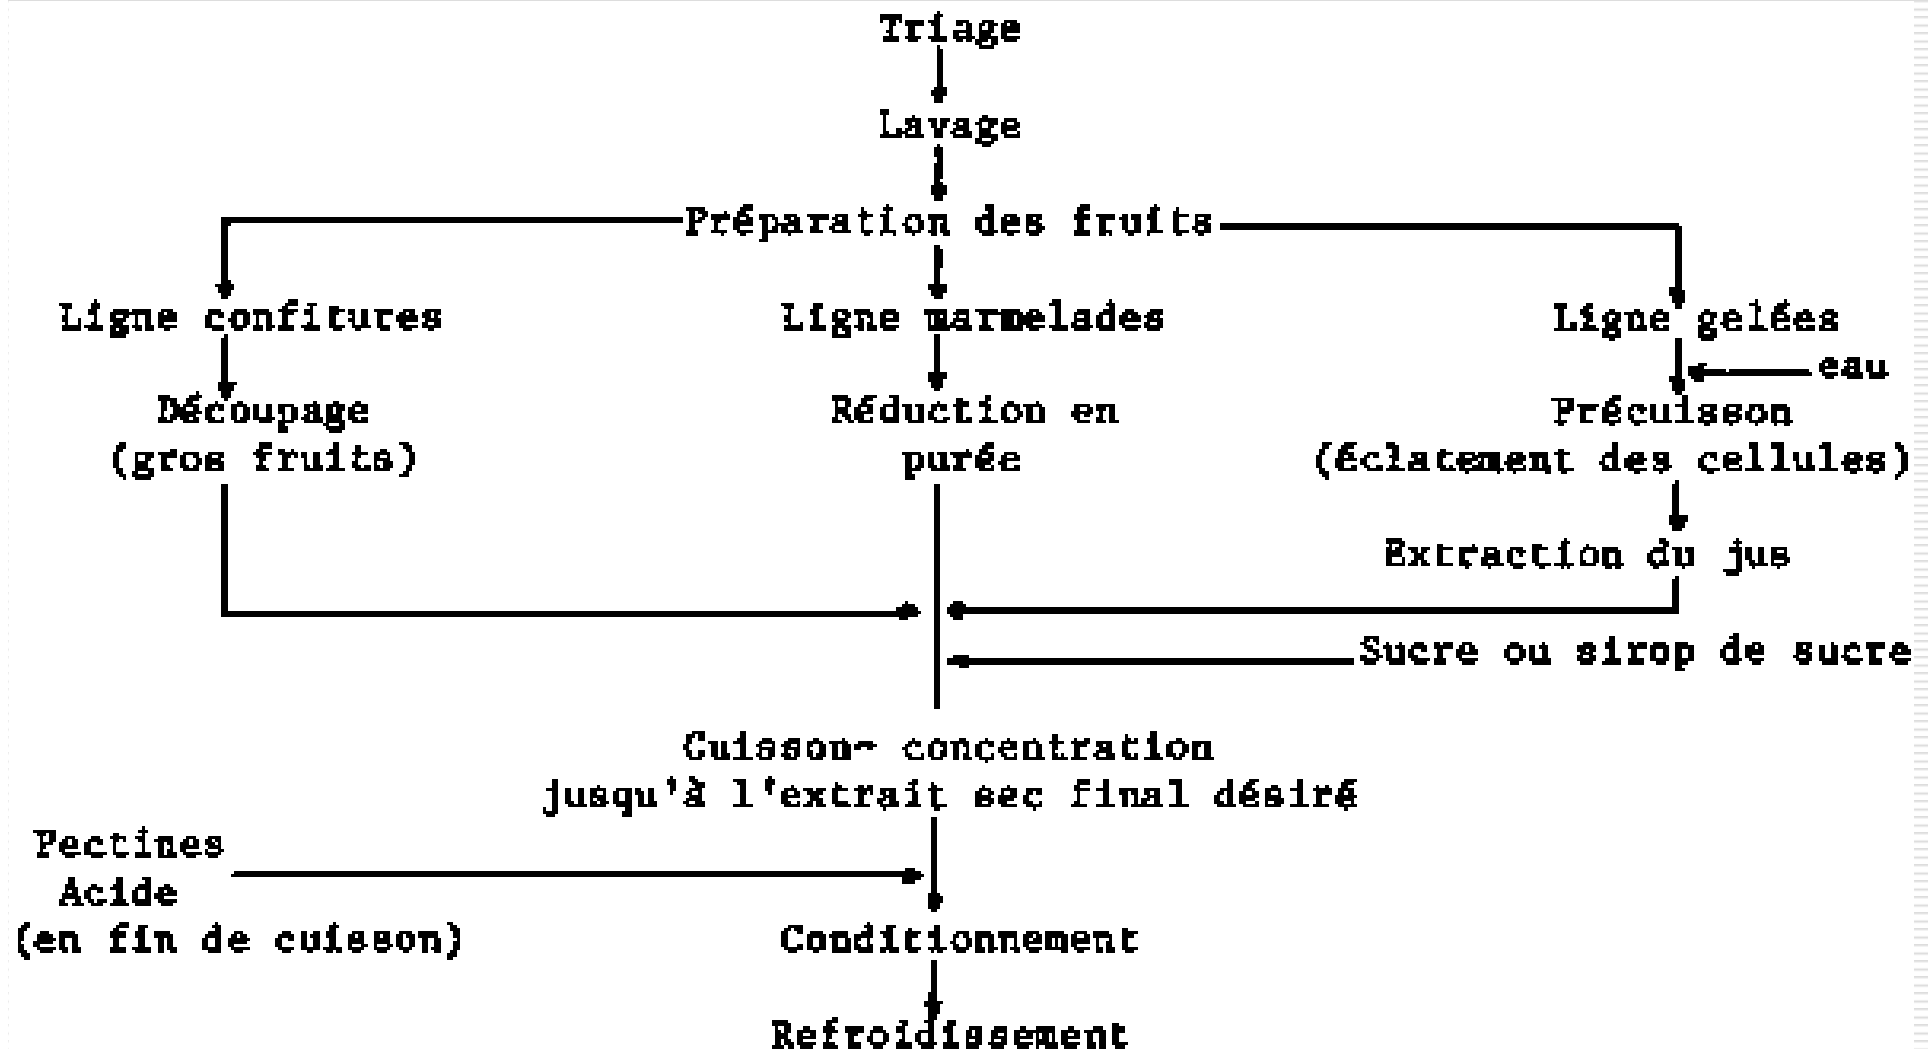 Triage
Lavage
Préparation des fruits
Ligne confitures
Ligne marmelades
Ligne gelées
eau
Découpage
(gros fruits)
Réduction en
purée
Précuisson
(éclatement des cellules)
Extraction du jus
Sucre ou sirop de sucre
Cuisson- concentration
jusqu'à l'extrait sec final désiré
Pectines
Acide
(en fin de cuisson)
Conditionnement
Refroidissement